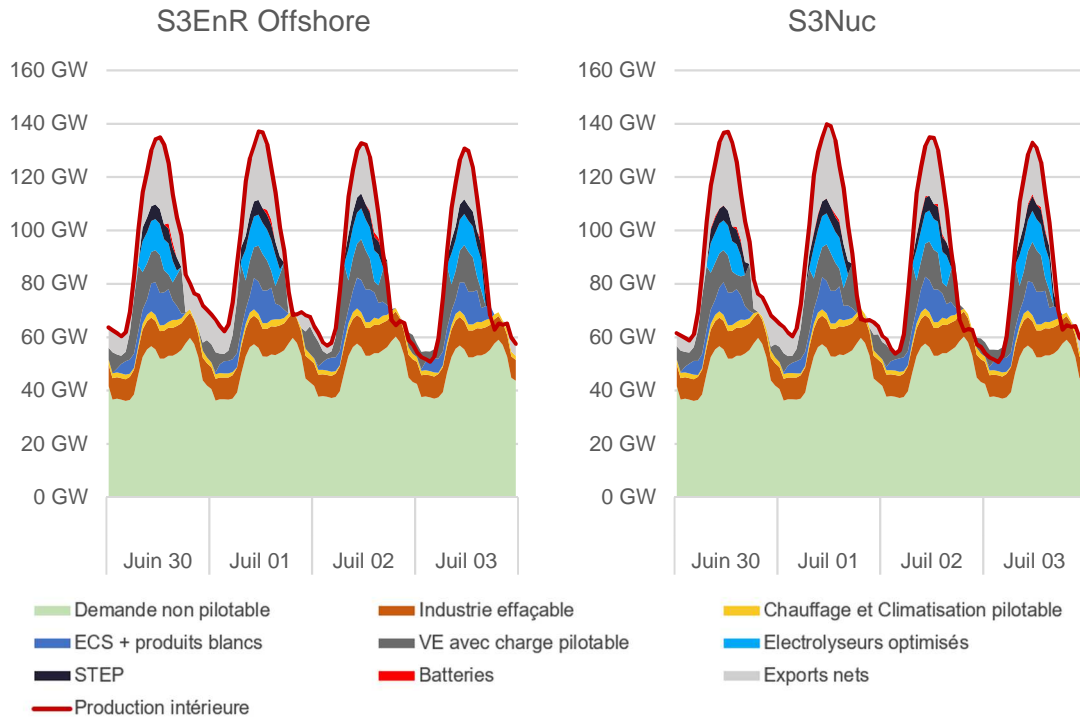 S3EnR Offshore
S3Nuc
160 GW
140 GW
120 GW
100 GW
80 GW
60 GW
40 GW
20 GW
0 GW
Juin 30 Juil 01 Juil 02 Juil 03
160 GW
140 GW
120 GW
100 GW
80 GW
60 GW
40 GW
20 GW
0 GW
Juin 30 Juil 01 Juil 02 Juil 03
Demande non pilotable Industrie effaçable Chauffage et Climatisation pilotable
ECS + produits blancs VE avec charge pilotable Electrolyseurs optimisés
STEP Batteries Exports nets
Production intérieure